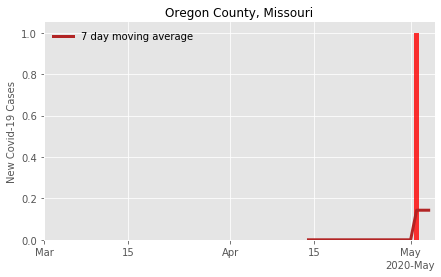 Oregon County, Missouri
7 day moving average
New Covid-19 Cases
1.0
0.8
0.6
0.4
0.2
0.0
Mar 15 Apr 15 May
2020-May